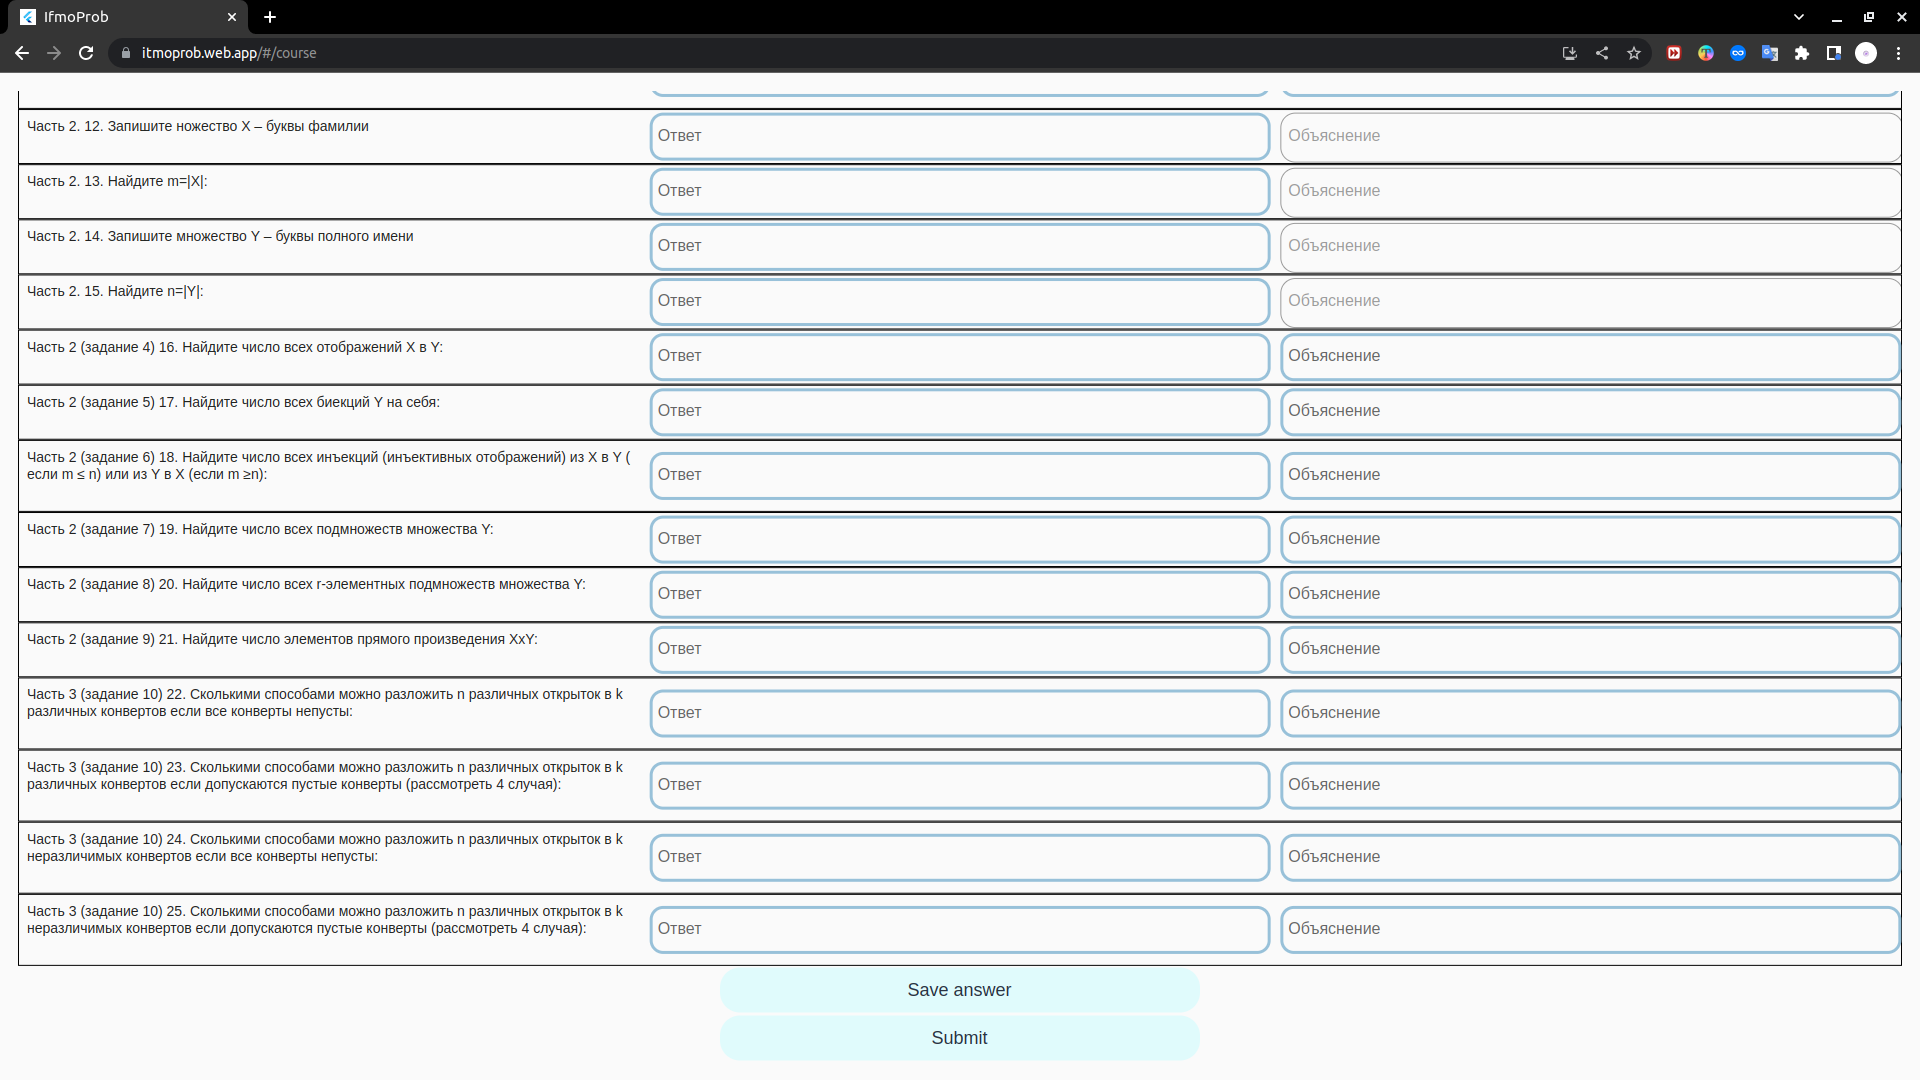 IfmoProb
itmoprob.web.app/#/course
Часть 2. 12. Запишите ножество X – буквы фамилии
Ответ
Объяснение
Часть 2. 13. Найдите m=|X|:
Ответ
Объяснение
Часть 2. 14. Запишите множество Y – буквы полного имени
Ответ
Объяснение
Часть 2. 15. Найдите n=|Y|:
Ответ
Объяснение
Часть 2 (задание 4) 16. Найдите число всех отображений X в Y:
Ответ
Объяснение
Часть 2 (задание 5) 17. Найдите число всех биекций Y на себя:
Ответ
Объяснение
Часть 2 (задание 6) 18. Найдите число всех инъекций (инъективных отображений) из X в Y (
если m ≤ n) или из Y в X (если m ≥n):
Ответ
Объяснение
Часть 2 (задание 7) 19. Найдите число всех подмножеств множества Y:
Ответ
Объяснение
Часть 2 (задание 8) 20. Найдите число всех r-элементных подмножеств множества Y:
Ответ
Объяснение
Часть 2 (задание 9) 21. Найдите число элементов прямого произведения XxY:
Ответ
Объяснение
Часть 3 (задание 10) 22. Сколькими способами можно разложить n различных открыток в k
различных конвертов если все конверты непусты:
Ответ
Объяснение
Часть 3 (задание 10) 23. Сколькими способами можно разложить n различных открыток в k
различных конвертов если допускаются пустые конверты (рассмотреть 4 случая):
Ответ
Объяснение
Часть 3 (задание 10) 24. Сколькими способами можно разложить n различных открыток в k
неразличимых конвертов если все конверты непусты:
Ответ
Объяснение
Часть 3 (задание 10) 25. Сколькими способами можно разложить n различных открыток в k
неразличимых конвертов если допускаются пустые конверты (рассмотреть 4 случая):
Ответ
Объяснение
Save answer
Submit